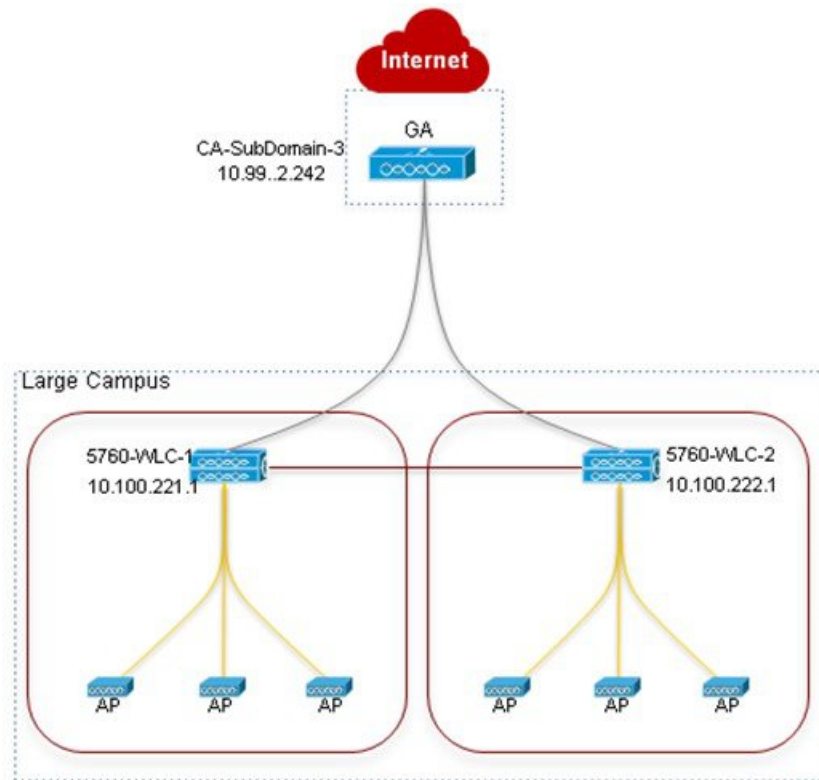 Internet
GA
CA-SubDomain-3
10.99..2.242
Large Campus
5760-WLC-1
10.100.221.1
5760-WLC-2
10.100.222.1
AP
AP
AP
AP
AP
AP